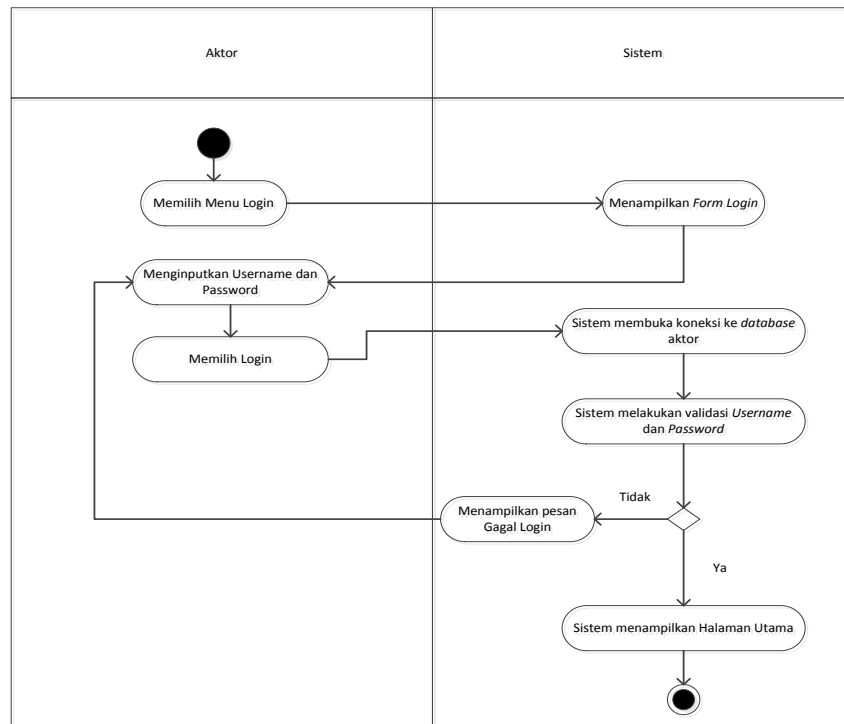 Aktor
Sistem
Memilih Menu Login
Menampilkan Form Login
Menginputkan Username dan
Password
Sistem membuka koneksi ke database
aktor
Memilih Login
Sistem melakukan validasi Username
dan Password
Tidak
Menampilkan pesan
Gagal Login
Ya
Sistem menampilkan Halaman Utama